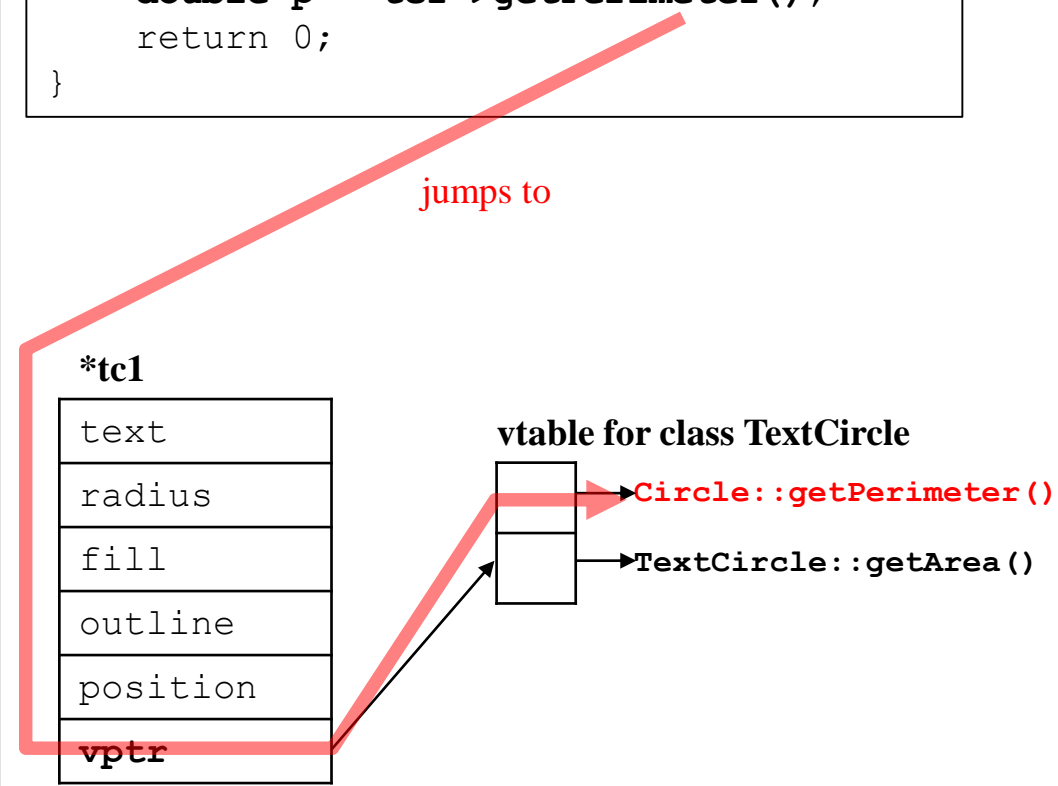 return 0;
}
jumps to
*tc1
text
radius
fill
outline
position
vptr
vtable for class TextCircle
Circle::getPerimeter()
TextCircle::getArea()